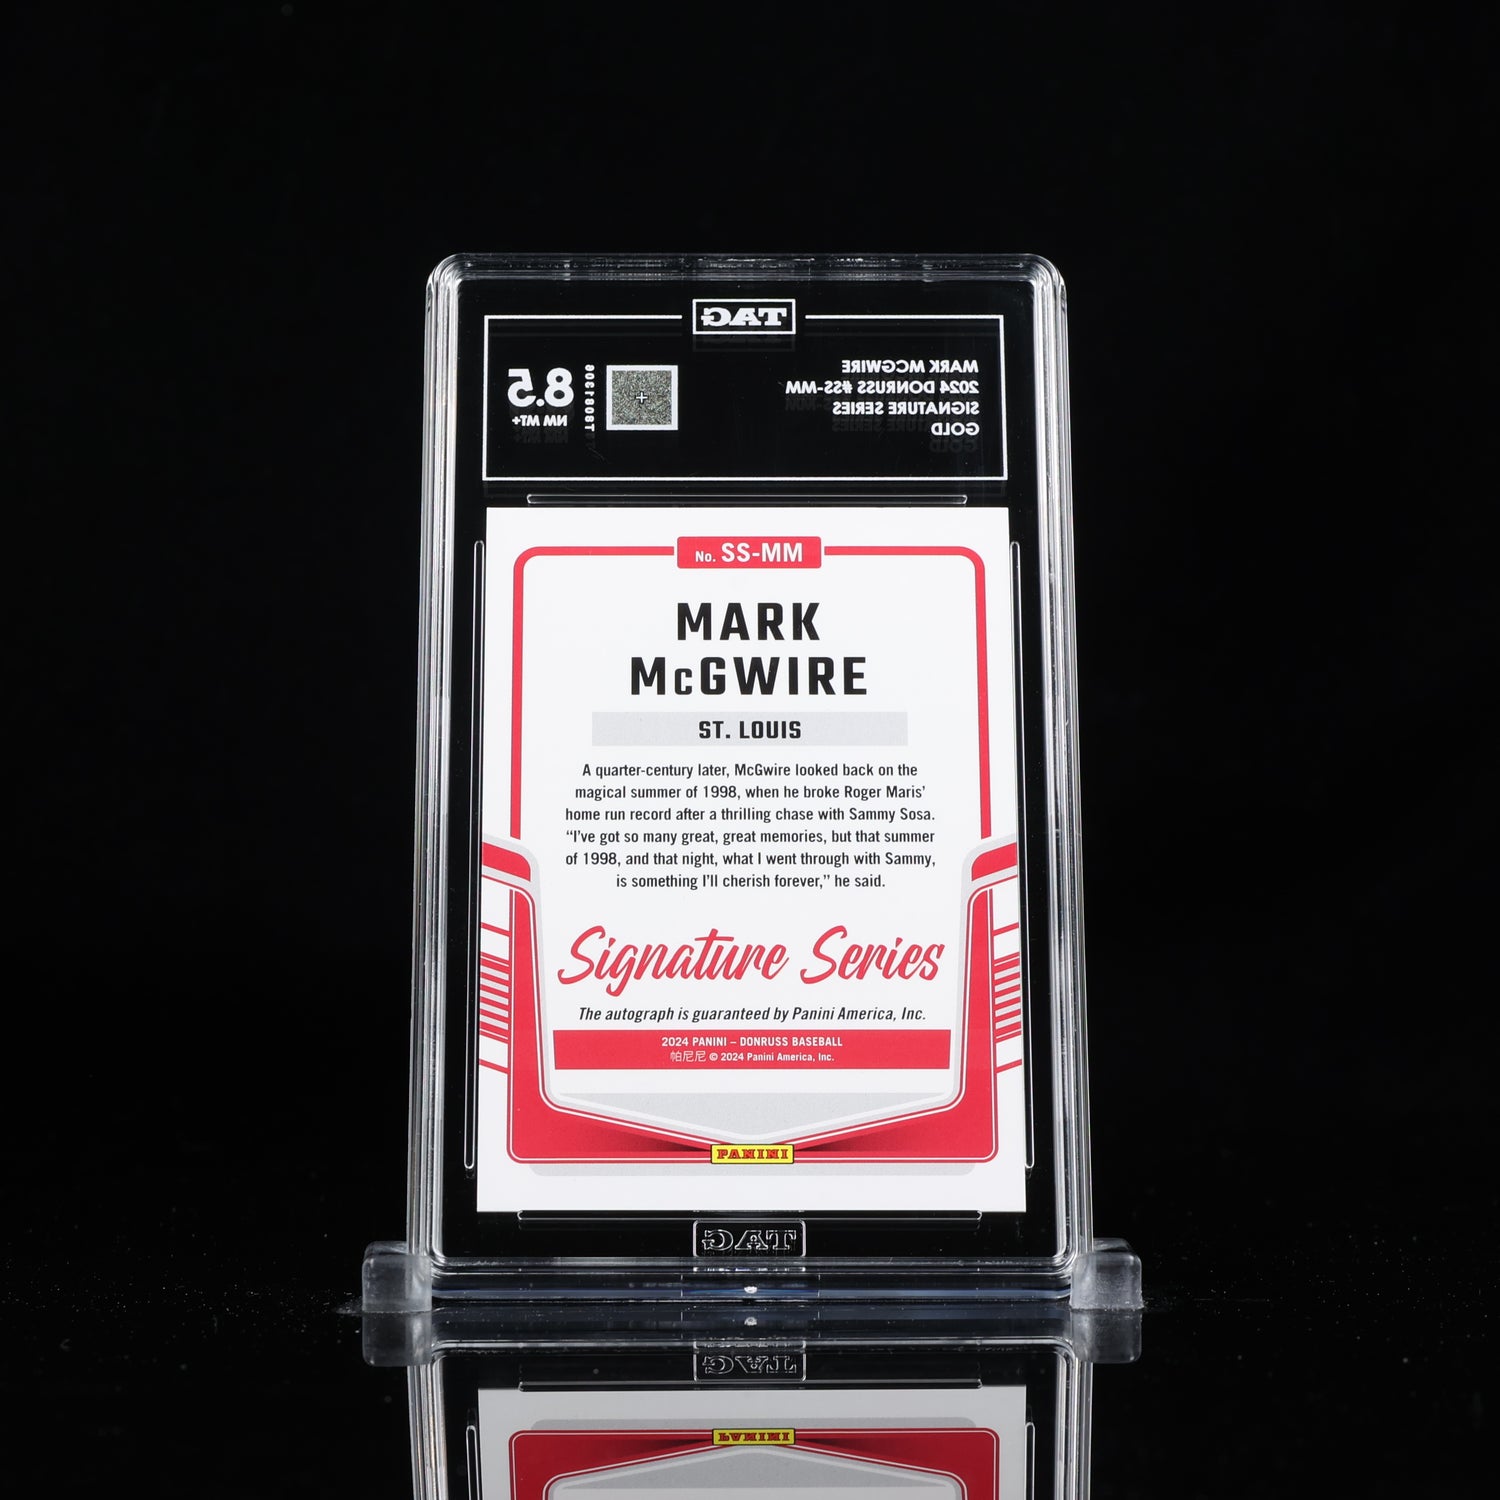 TAG
MARK MCGWIRE
2024 DONRUSS #SS-MM
SIGNATURE SERIES
GOLD
8.5
NM MT+
No. SS-MM
MARK
McGWIRE
ST. LOUIS
A quarter-century later, McGwire looked back on the
magical summer of 1998, when he broke Roger Maris’
home run record after a thrilling chase with Sammy Sosa.
“I’ve got so many great, great memories, but that summer
of 1998, and that night, what I went through with Sammy,
is something I’ll cherish forever,” he said.
Signature Series
The autograph is guaranteed by Panini America, Inc.
2024 PANINI – DONRUSS BASEBALL
帕尼尼 © 2024 Panini America, Inc.
PANINI
TAG
TAG
PANINI